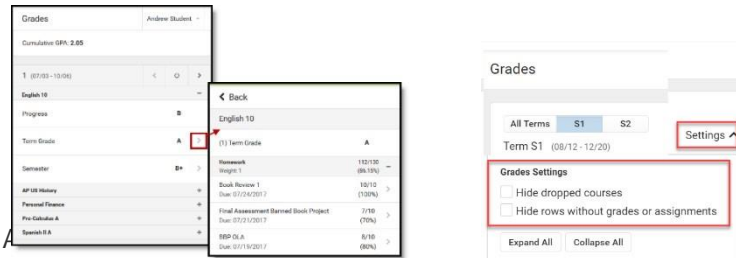 Grades Andrew Student
Cumulative GPA: 2.65
1 (07/03 - 10/06)
English 10
Progress B
Term Grade A
Semester B+
AP US History
Personal Finance
Pre-Calculus A
Spanish II A
A
Back
English 10
(1) Term Grade A
Homework 112/130
Weight: 1 (86.15%)
Book Review 1 10/10
Due: 07/24/2017 (100%)
Final Assessment Banned Book Project 7/10
Due: 07/21/2017 (70%)
BBP OLA 8/10
Due: 07/19/2017 (80%)
Grades
All Terms S1 S2
Settings
Term S1 (08/12 - 12/20)
Grades Settings
Hide dropped courses
Hide rows without grades or assignments
Expand All Collapse All